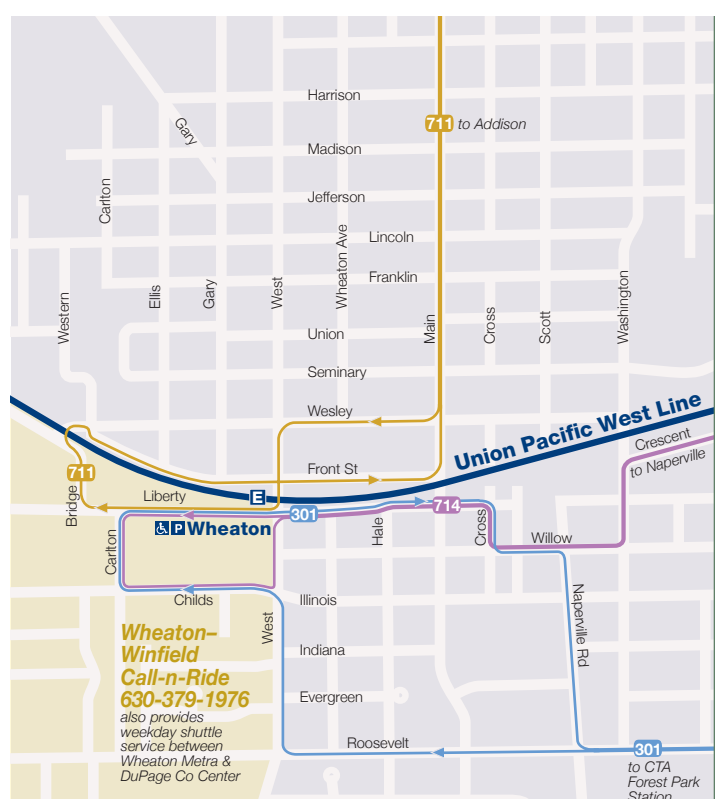 Harrison
711 to Addison
Gary
Madison
Carlton
Jefferson
Lincoln
Wheaton Ave
Franklin
Western
Ellis
Gary
West
Main
Cross
Scott
Washington
Union
Seminary
Wesley
Union Pacific West Line
Crescent
to Naperville
Front St
711
Bridge
Liberty
E
301
714
P Wheaton
Hale
Cross
Willow
Carlton
Childs
West
Illinois
Naperville Rd
Wheaton–
Winfield
Call-n-Ride
630-379-1976
also provides
weekday shuttle
service between
Wheaton Metra &
DuPage Co Center
Indiana
Evergreen
Roosevelt
301
to CTA
Forest Park
Station